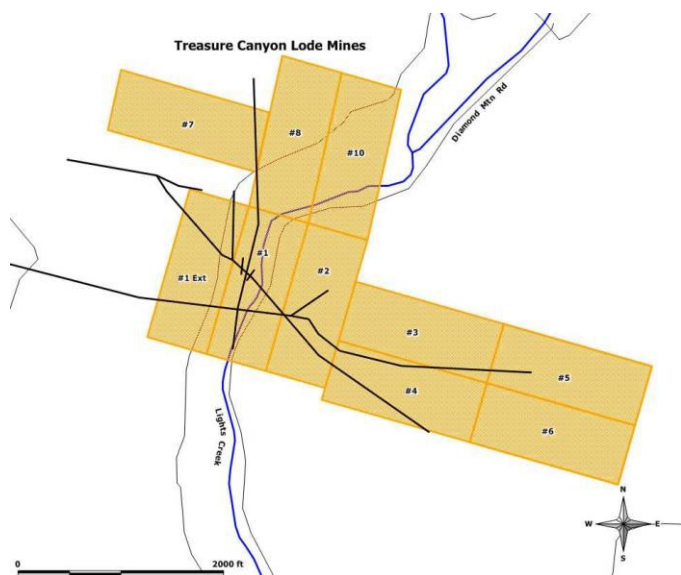 Treasure Canyon Lode Mines
Diamond Mtn Rd
#7
#8
#10
#1
#1 Ext
#2
#3
#5
#4
#6
Lights Creek
N
W E
S
0 2000 ft